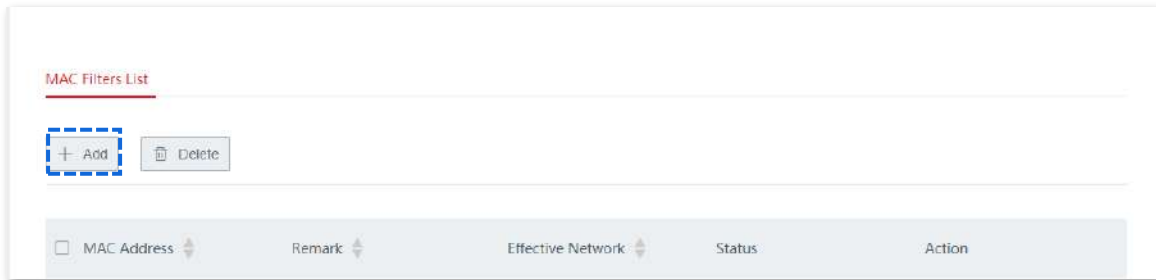 MAC Filters List
+ Add Delete
MAC Address Remark Effective Network Status Action